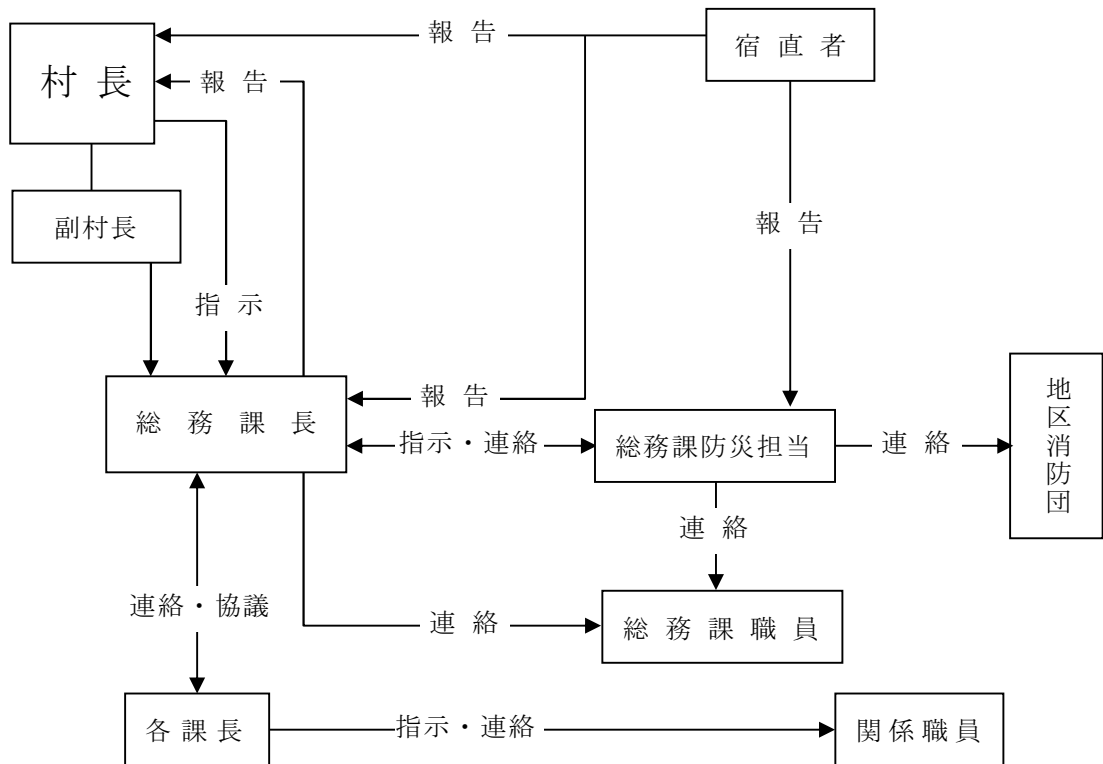 報告
宿直者
村長
報告
副村長
報告
指示
総務課長
報告
指示・連絡
総務課防災担当
連絡
地区消防団
連絡
連絡・協議
連絡
総務課職員
各課長
指示・連絡
関係職員